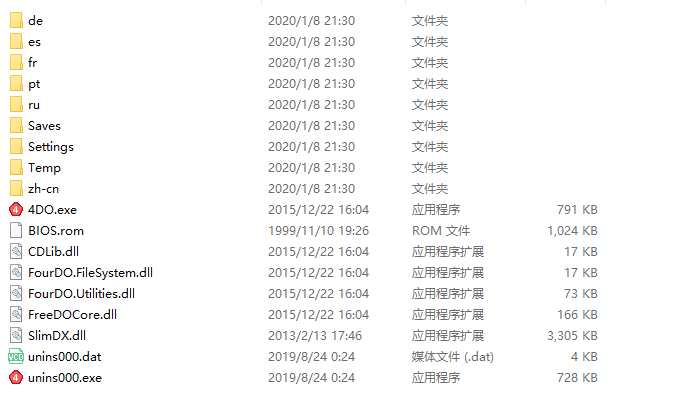 de 2020/1/8 21:30 文件夹
es 2020/1/8 21:30 文件夹
fr 2020/1/8 21:30 文件夹
pt 2020/1/8 21:30 文件夹
ru 2020/1/8 21:30 文件夹
Saves 2020/1/8 21:30 文件夹
Settings 2020/1/8 21:30 文件夹
Temp 2020/1/8 21:30 文件夹
zh-cn 2020/1/8 21:30 文件夹
4DO.exe 2015/12/22 16:04 应用程序 791 KB
BIOS.rom 1999/11/10 19:26 ROM 文件 1,024 KB
CDLib.dll 2015/12/22 16:04 应用程序扩展 17 KB
FourDO.FileSystem.dll 2015/12/22 16:04 应用程序扩展 17 KB
FourDO.Utilities.dll 2015/12/22 16:04 应用程序扩展 73 KB
FreeDOCore.dll 2015/12/22 16:04 应用程序扩展 166 KB
SlimDX.dll 2013/2/13 17:46 应用程序扩展 3,305 KB
unins000.dat 2019/8/24 0:24 媒体文件 (.dat) 4 KB
unins000.exe 2019/8/24 0:24 应用程序 728 KB